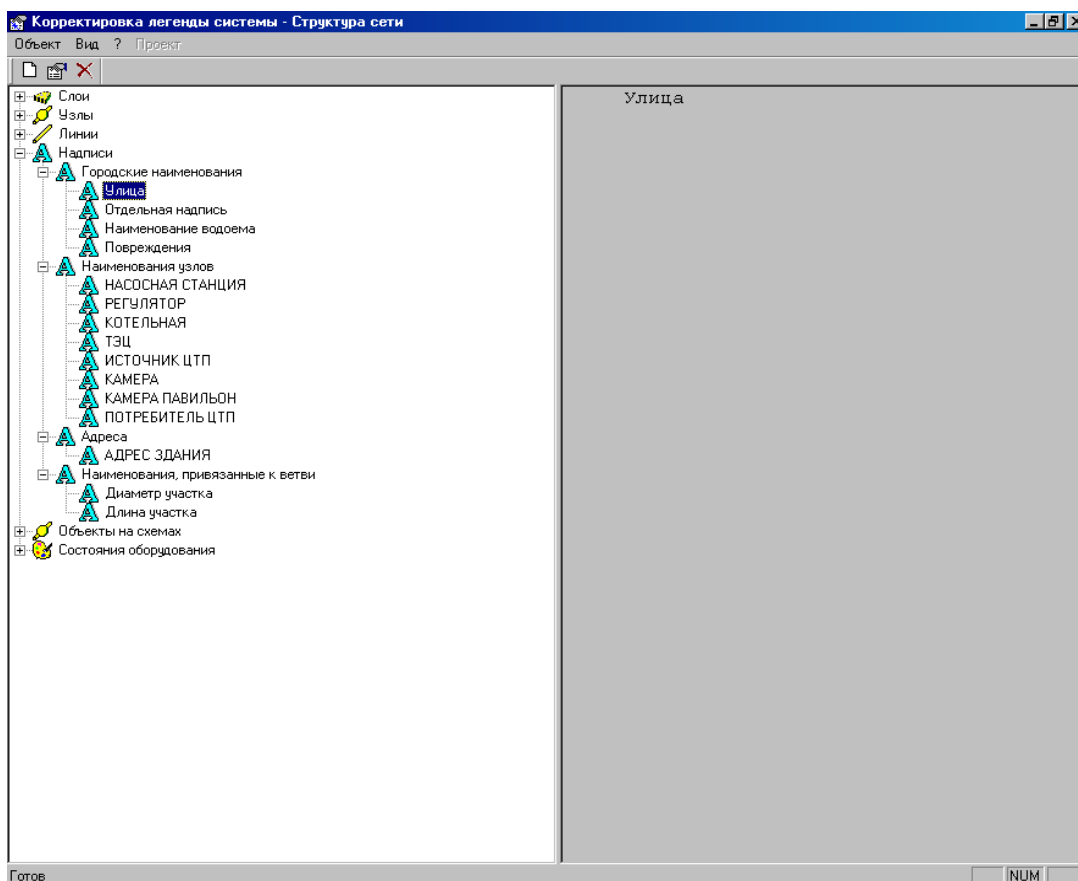 Корректировка легенды системы - Структура сети
Объект Вид ? Проект
Слои
Узлы
Линии
Надписи
Городские наименования
Улица
Отдельная надпись
Наименование водоема
Повреждения
Наименования узлов
НАСОСНАЯ СТАНЦИЯ
РЕГУЛЯТОР
КОТЕЛЬНАЯ
ТЭЦ
ИСТОЧНИК ЦТП
КАМЕРА
КАМЕРА ПАВИЛЬОН
ПОТРЕБИТЕЛЬ ЦТП
Адреса
АДРЕС ЗДАНИЯ
Наименования, привязанные к ветви
Диаметр участка
Длина участка
Объекты на схемах
Состояния оборудования
Улица
Готов
NUM